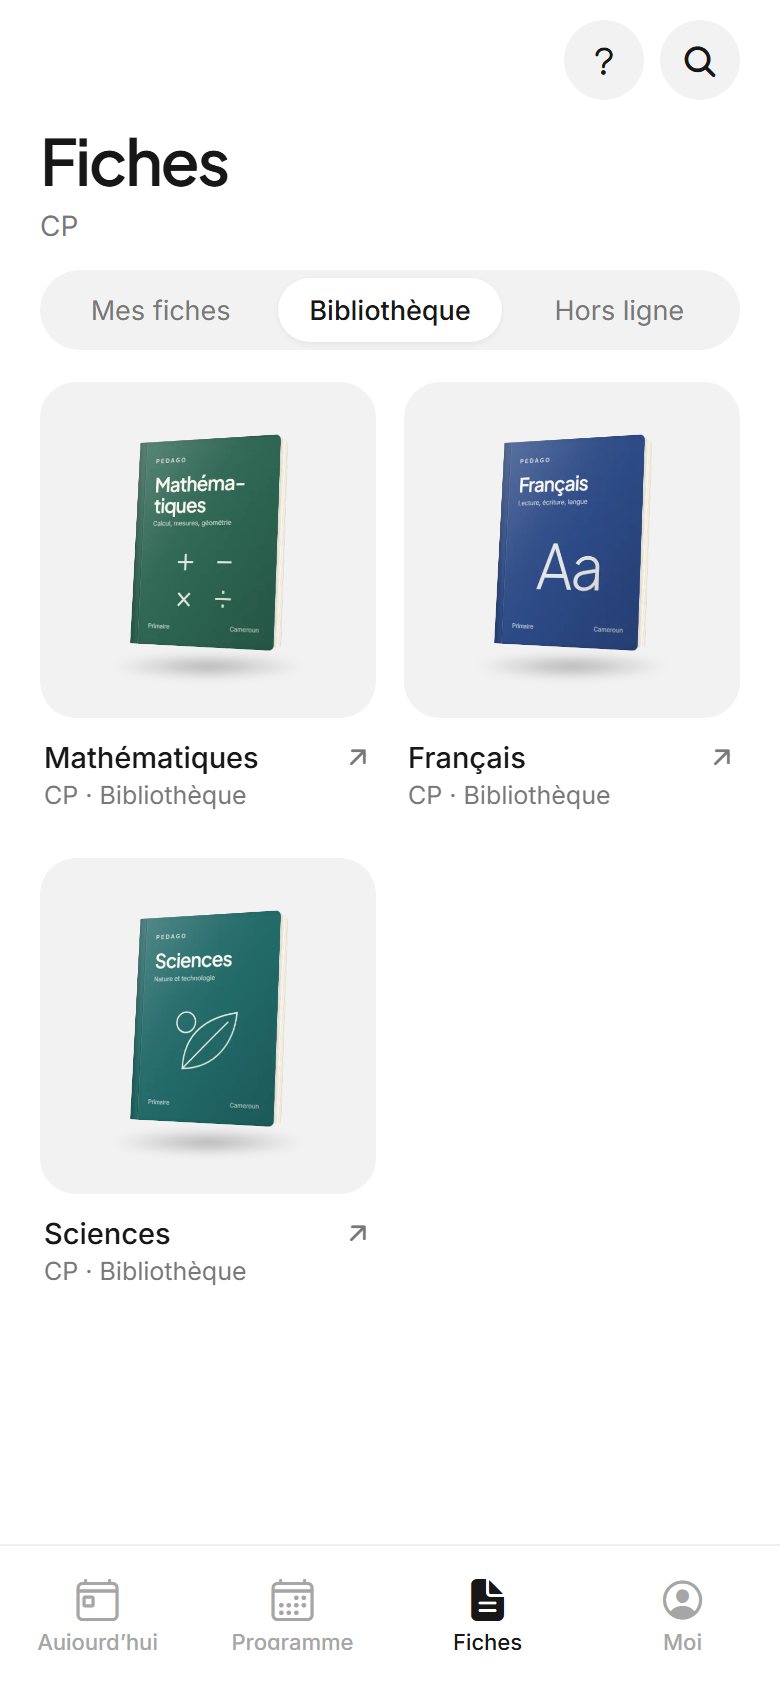 ?
Fiches
CP
Mes fiches
Bibliothèque
Hors ligne
PEDAGO
Mathéma-
tiques
Calcul, mesures, géométrie
+ −
× ÷
Primaire
Cameroun
PEDAGO
Français
Lecture, écriture, langue
Aa
Primaire
Cameroun
Mathématiques
CP · Bibliothèque
Français
CP · Bibliothèque
PEDAGO
Sciences
Nature et technologie
Primaire
Cameroun
Sciences
CP · Bibliothèque
Aujourd’hui
Programme
Fiches
Moi